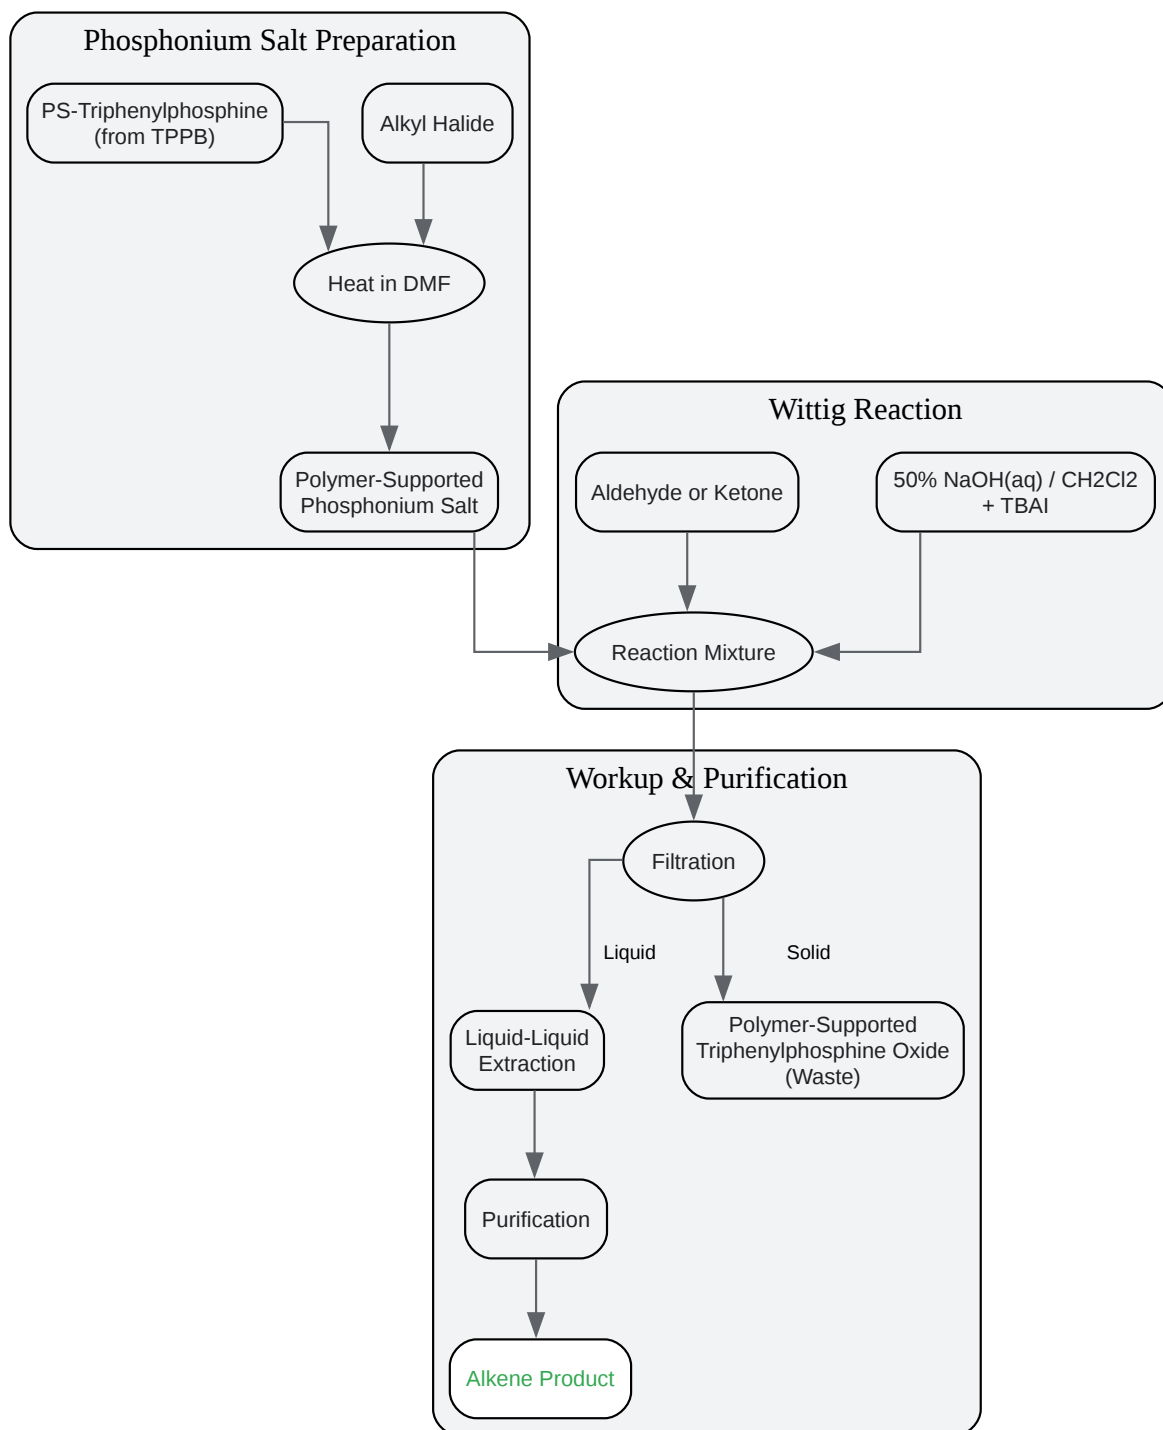 Phosphonium Salt Preparation
PS-Triphenylphosphine
(from TPPB)
Alkyl Halide
Heat in DMF
Polymer-Supported
Phosphonium Salt
Wittig Reaction
Aldehyde or Ketone
50% NaOH(aq) / CH2Cl2
+ TBAI
Reaction Mixture
Workup & Purification
Filtration
Liquid
Solid
Liquid-Liquid
Extraction
Polymer-Supported
Triphenylphosphine Oxide
(Waste)
Purification
Alkene Product